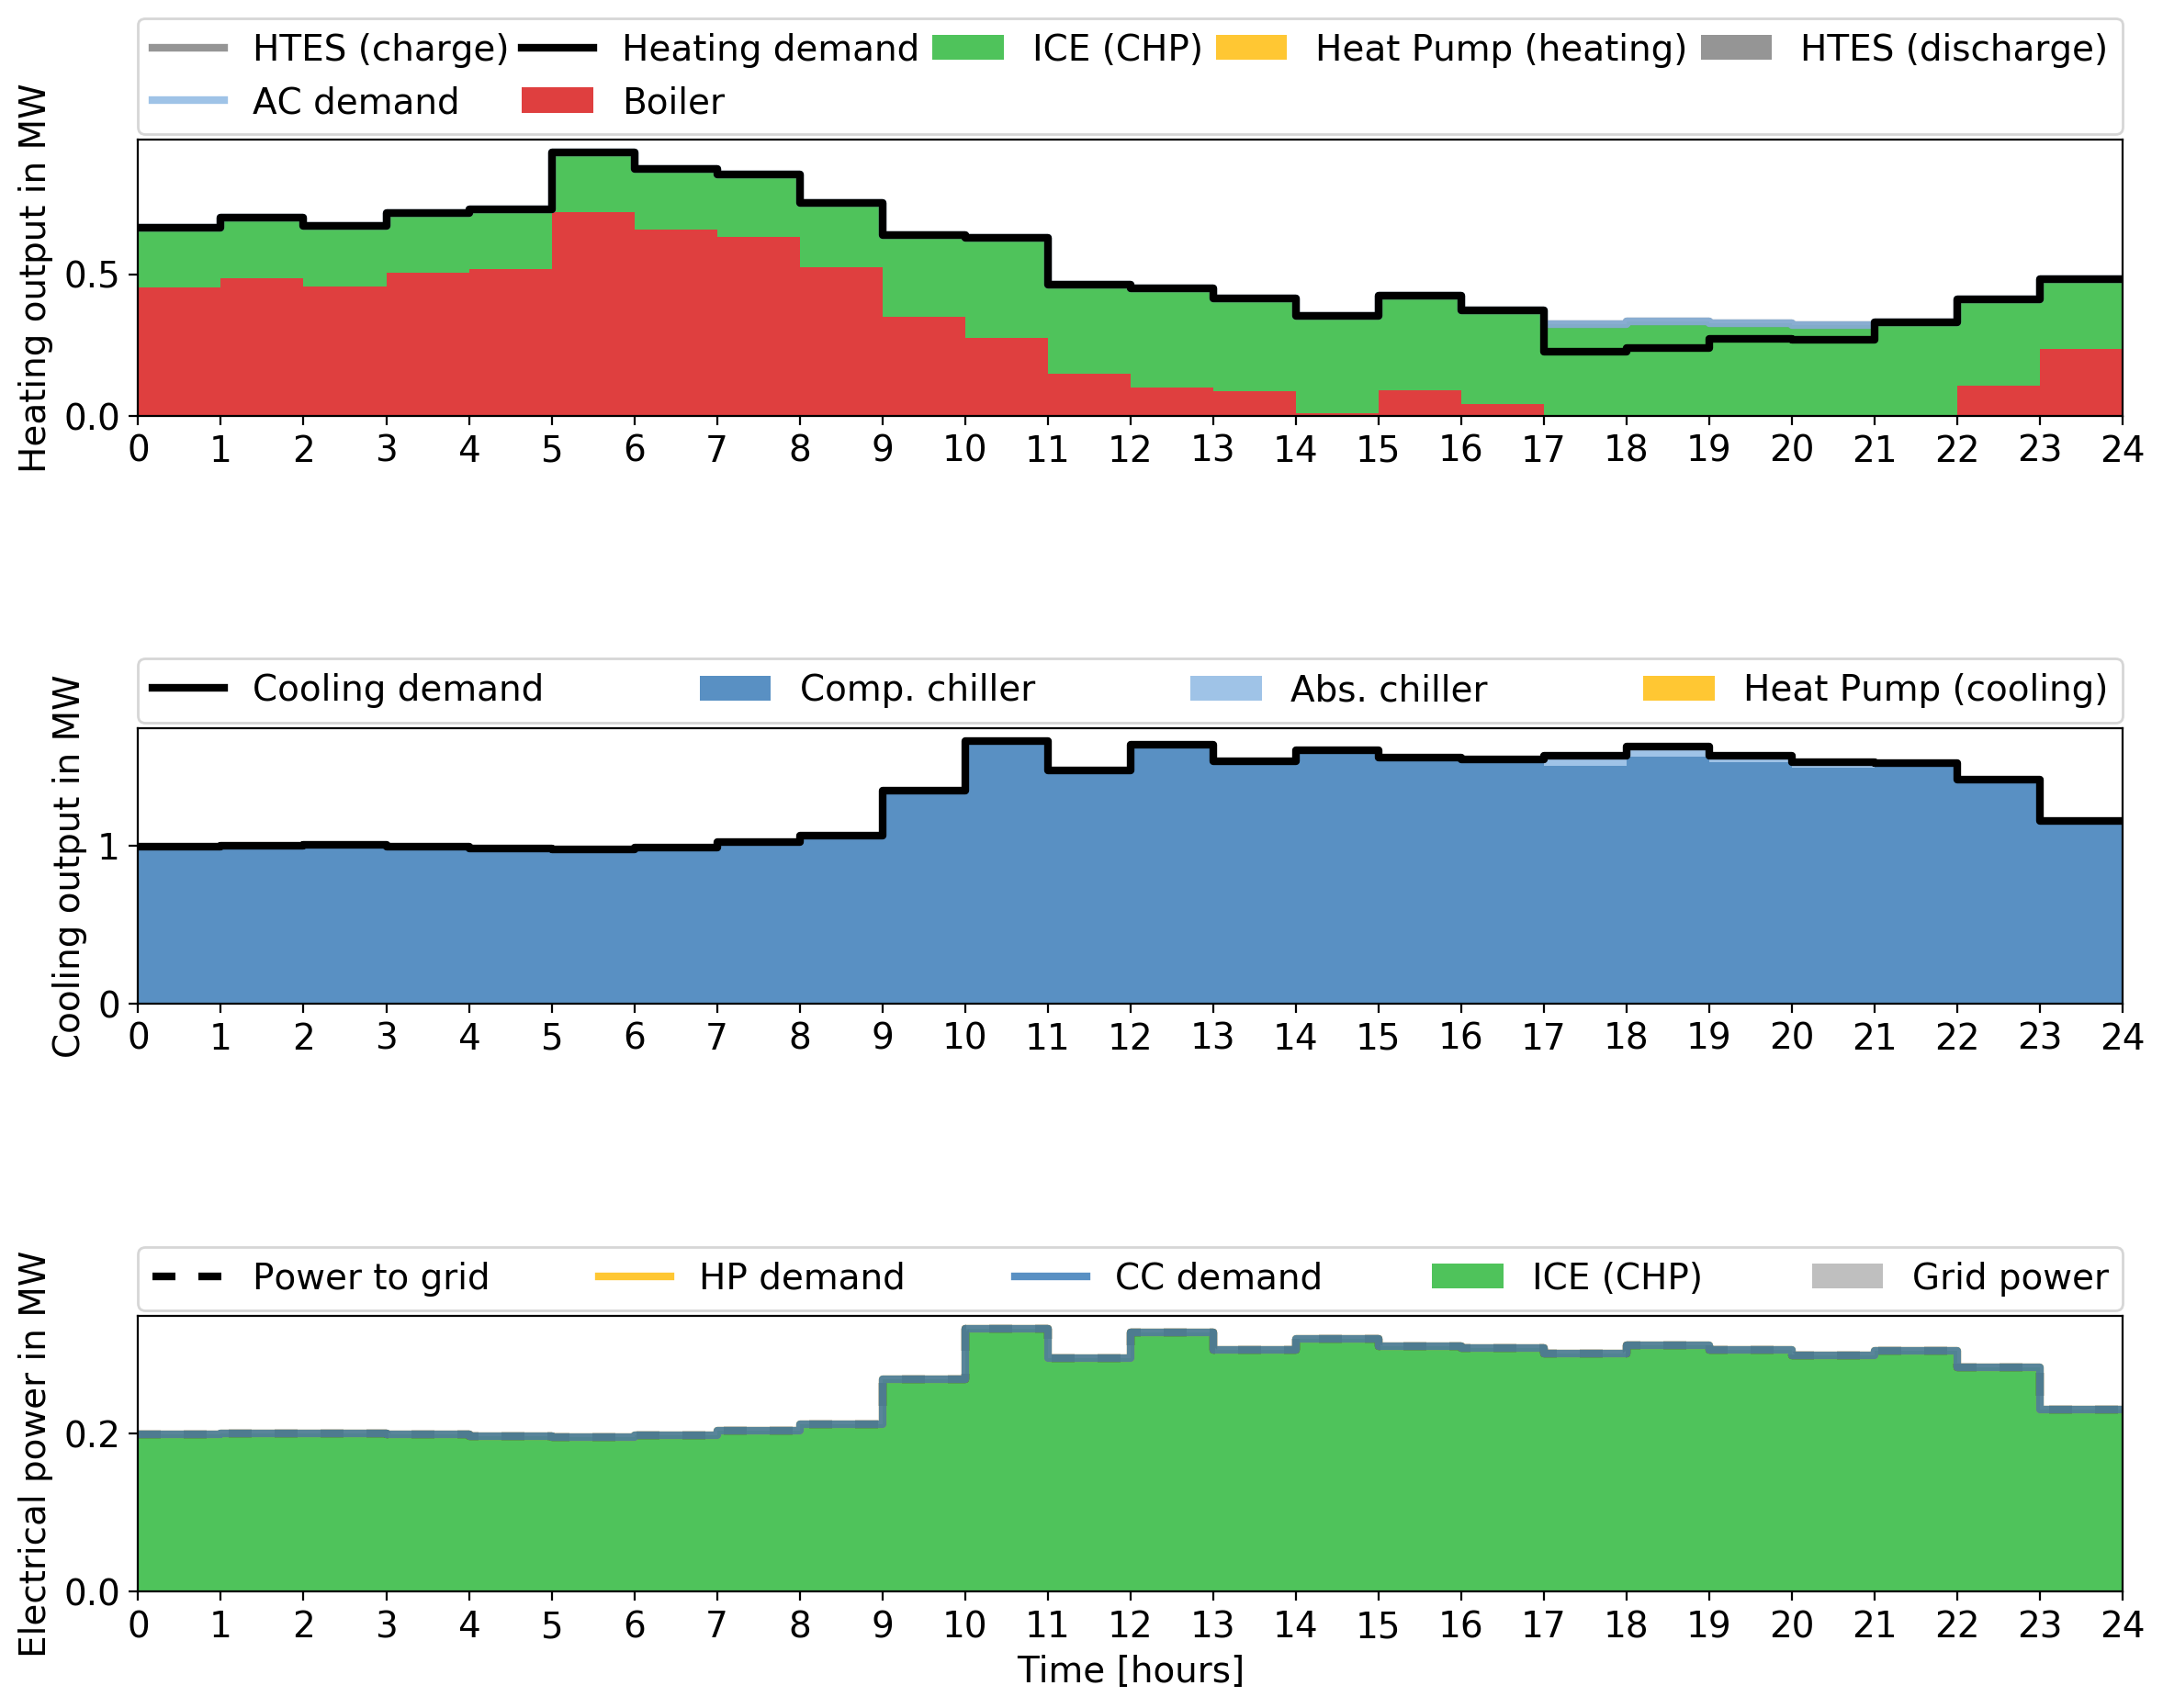 HTES (charge) Heating demand ICE (CHP) Heat Pump (heating) HTES (discharge)
AC demand Boiler
Heating output in MW
0.5
0.0
0 1 2 3 4 5 6 7 8 9 10 11 12 13 14 15 16 17 18 19 20 21 22 23 24
Cooling demand Comp. chiller Abs. chiller Heat Pump (cooling)
Cooling output in MW
1
0
0 1 2 3 4 5 6 7 8 9 10 11 12 13 14 15 16 17 18 19 20 21 22 23 24
Power to grid HP demand CC demand ICE (CHP) Grid power
Electrical power in MW
0.2
0.0
0 1 2 3 4 5 6 7 8 9 10 11 12 13 14 15 16 17 18 19 20 21 22 23 24
Time [hours]